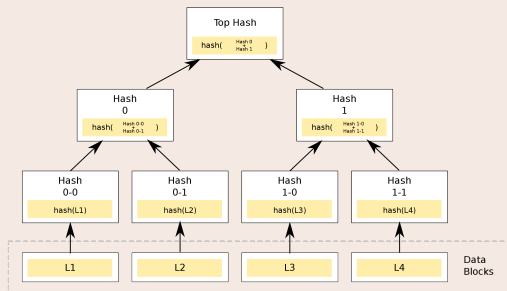 Top Hash
hash( Hash 0 + Hash 1 )
Hash
0
hash( Hash 0-0 + Hash 0-1 )
Hash
1
hash( Hash 1-0 + Hash 1-1 )
Hash
0-0
hash(L1)
Hash
0-1
hash(L2)
Hash
1-0
hash(L3)
Hash
1-1
hash(L4)
L1
L2
L3
L4
Data
Blocks